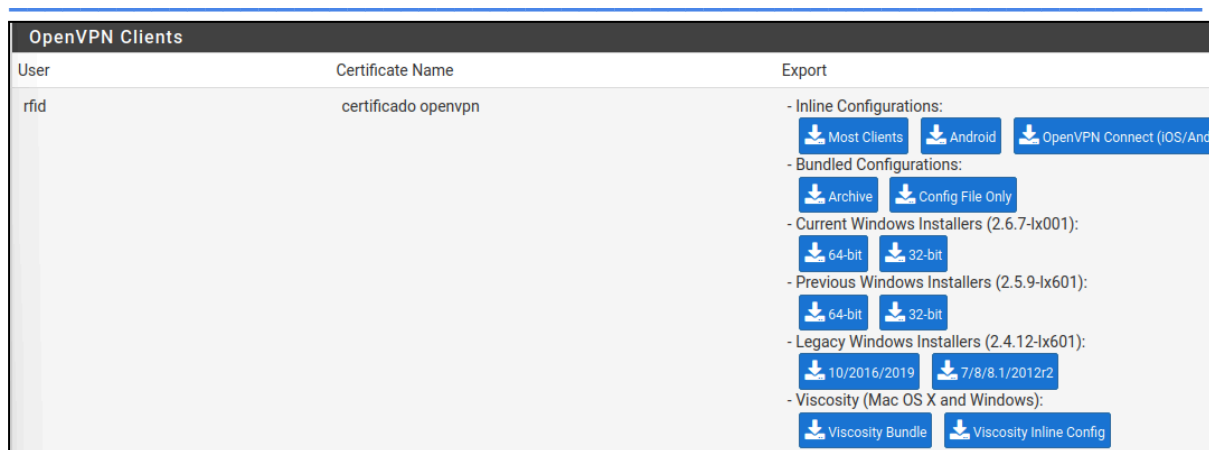 OpenVPN Clients
User Certificate Name Export
rfid certificado openvpn - Inline Configurations:
Most Clients Android OpenVPN Connect (iOS/And
- Bundled Configurations:
Archive Config File Only
- Current Windows Installers (2.6.7-Ix001):
64-bit 32-bit
- Previous Windows Installers (2.5.9-Ix601):
64-bit 32-bit
- Legacy Windows Installers (2.4.12-Ix601):
10/2016/2019 7/8/8.1/2012r2
- Viscosity (Mac OS X and Windows):
Viscosity Bundle Viscosity Inline Config